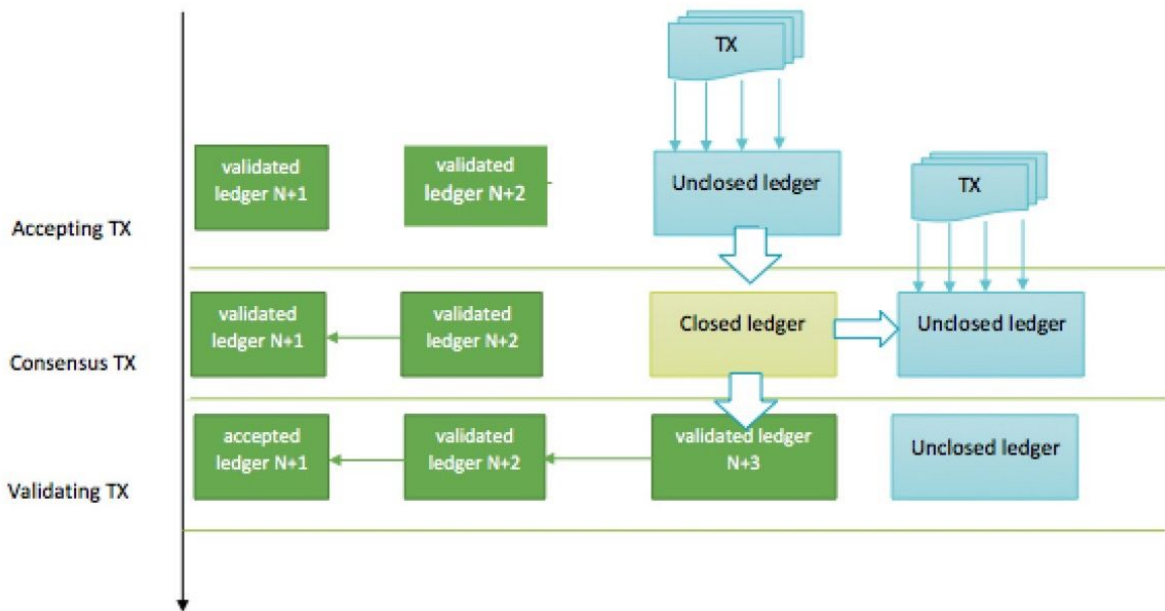 TX
validated
ledger N+1
validated
ledger N+2
Unclosed ledger
TX
Accepting TX
validated
ledger N+1
validated
ledger N+2
Closed ledger
Unclosed ledger
Consensus TX
accepted
ledger N+1
validated
ledger N+2
validated ledger
N+3
Unclosed ledger
Validating TX